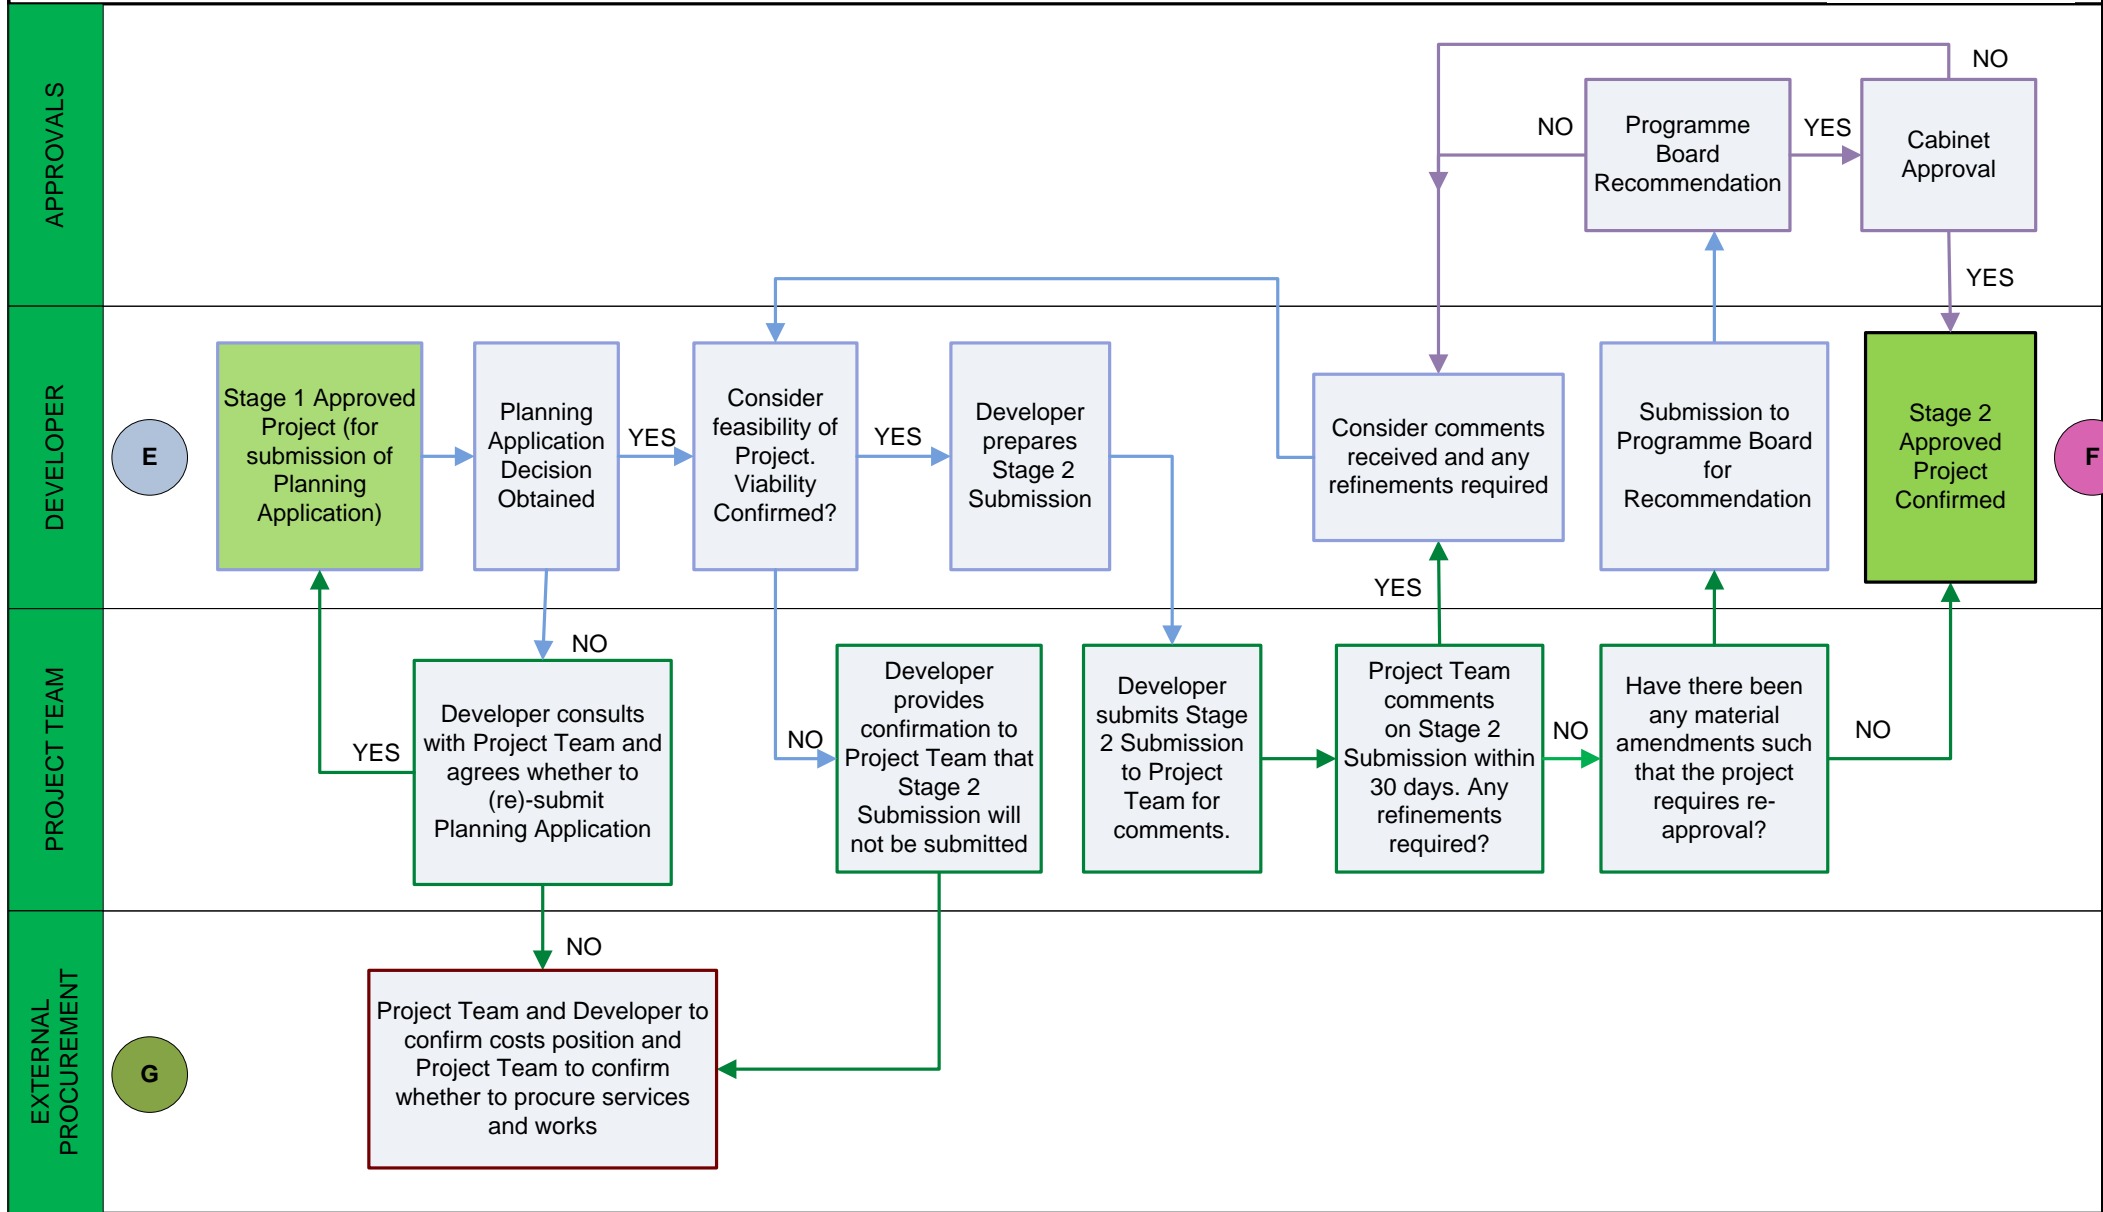 APPROVALS
NO
Programme
Board
Recommendation
NO
YES
Cabinet
Approval
YES
DEVELOPER
E
Stage 1 Approved
Project (for
submission of
Planning
Application)
Planning
Application
Decision
Obtained
YES
Consider
feasibility of
Project.
Viability
Confirmed?
YES
Developer
prepares
Stage 2
Submission
Consider comments
received and any
refinements required
Submission to
Programme Board
for
Recommendation
Stage 2
Approved
Project
Confirmed
F
YES
PROJECT TEAM
NO
Developer consults
with Project Team and
agrees whether to
(re)-submit
Planning Application
YES
NO
Developer
provides
confirmation to
Project Team that
Stage 2
Submission will
not be submitted
Developer
submits Stage
2 Submission
to Project
Team for
comments.
Project Team
comments
on Stage 2
Submission within
30 days. Any
refinements
required?
NO
Have there been
any material
amendments such
that the project
requires re-
approval?
NO
EXTERNAL
PROCUREMENT
G
NO
Project Team and Developer to
confirm costs position and
Project Team to confirm
whether to procure services
and works